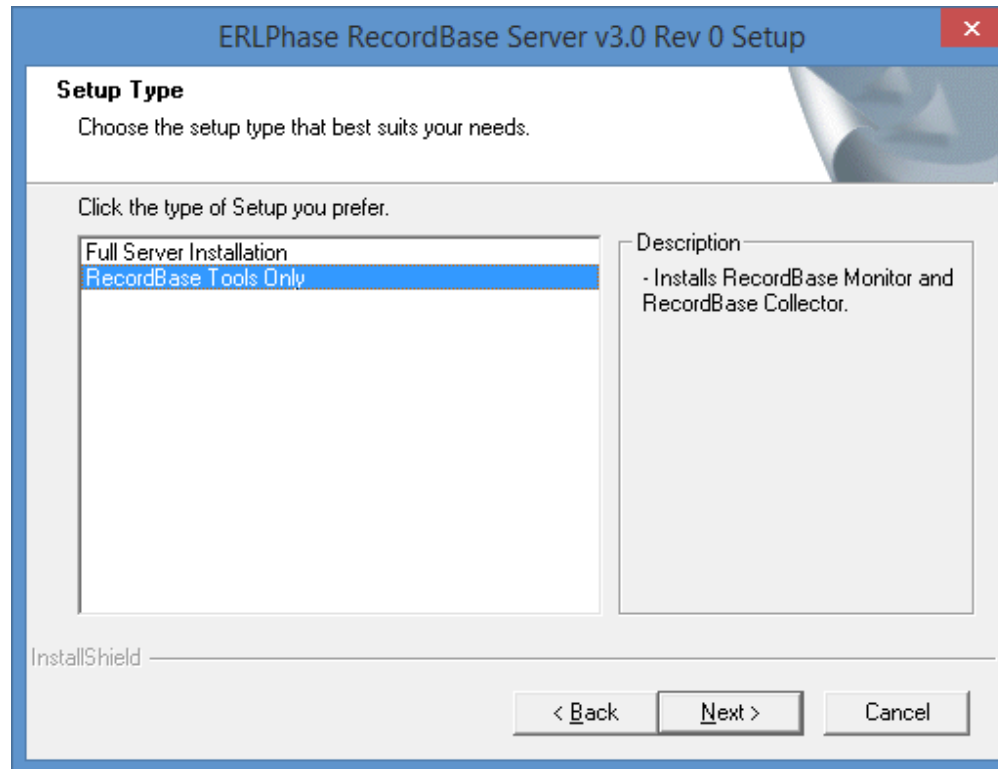 ERLPhase RecordBase Server v3.0 Rev 0 Setup
Setup Type
Choose the setup type that best suits your needs.
Click the type of Setup you prefer.
Full Server Installation
RecordBase Tools Only
Description
- Installs RecordBase Monitor and
RecordBase Collector.
InstallShield
< Back
Next >
Cancel